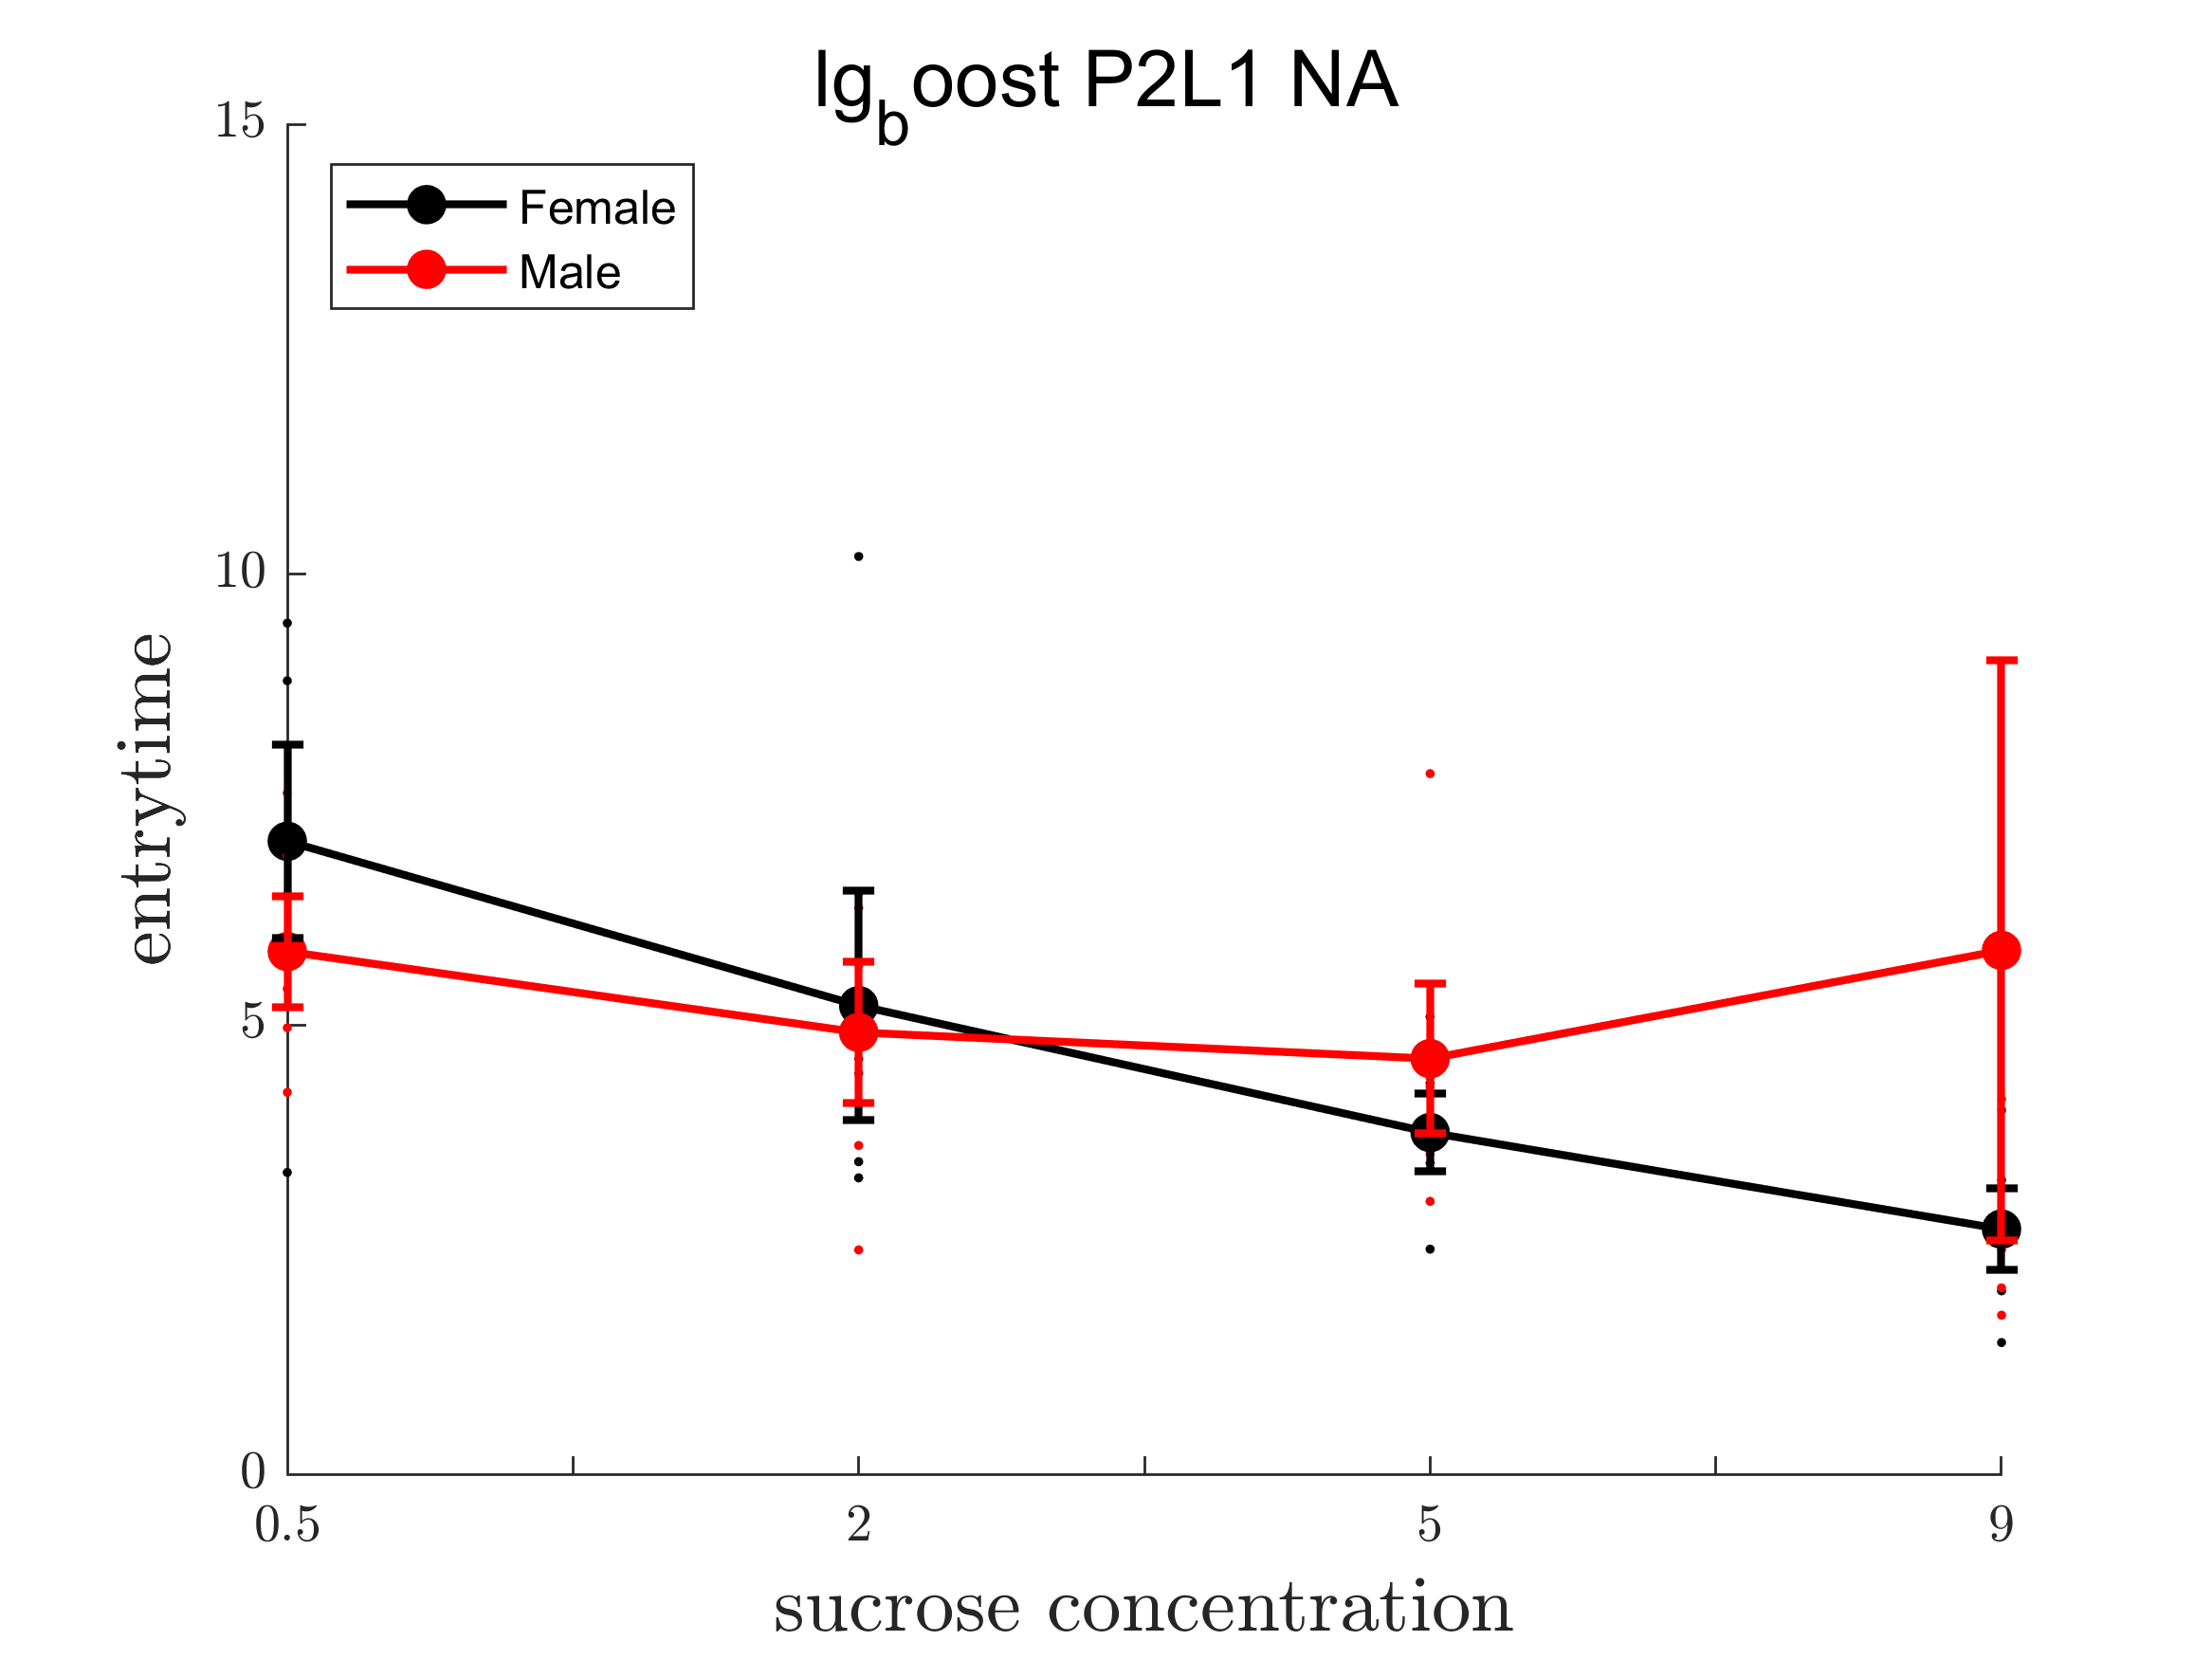 lg_boost P2L1 NA
15
Female
Male
10
entrytime
5
0
0.5 2 5 9
sucrose concentration